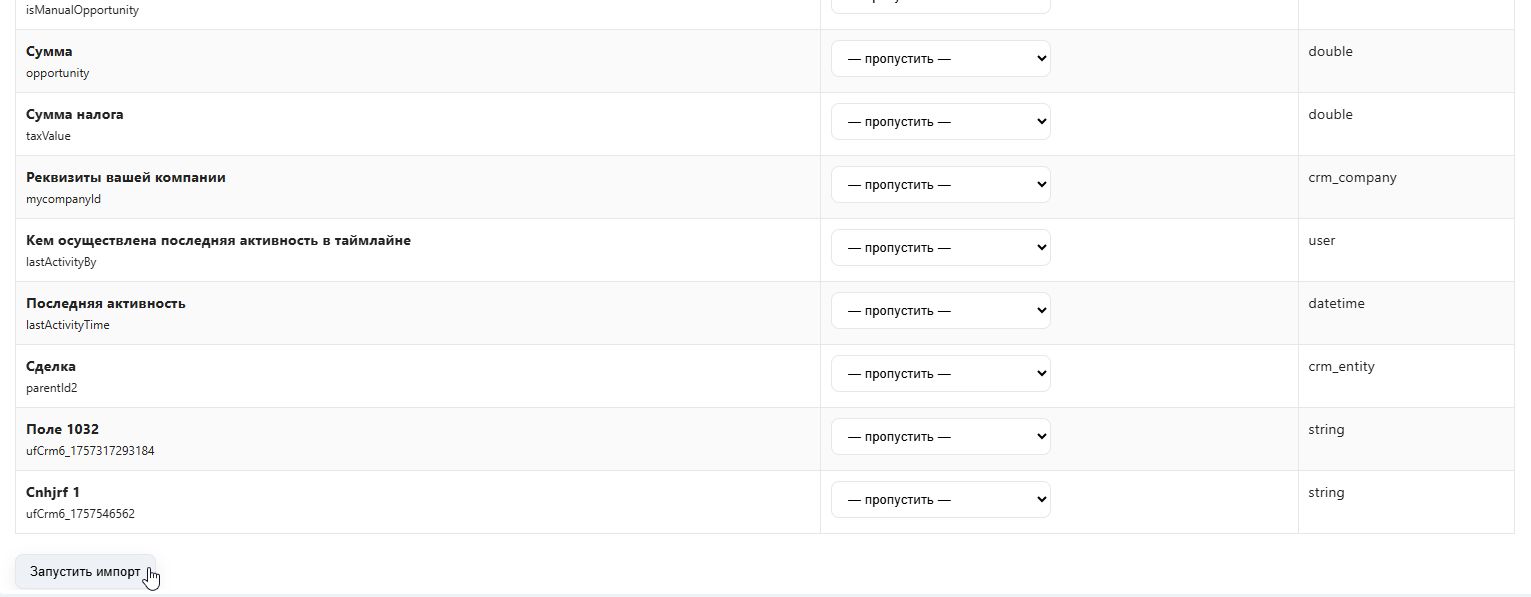 isManualOpportunity
Сумма
opportunity
— пропустить —
double
Сумма налога
taxValue
— пропустить —
double
Реквизиты вашей компании
mycompanyId
— пропустить —
crm_company
Кем осуществлена последняя активность в таймлайне
lastActivityBy
— пропустить —
user
Последняя активность
lastActivityTime
— пропустить —
datetime
Сделка
parentId2
— пропустить —
crm_entity
Поле 1032
ufCrm6_1757317293184
— пропустить —
string
Cnhjrf 1
ufCrm6_1757546562
— пропустить —
string
Запустить импорт